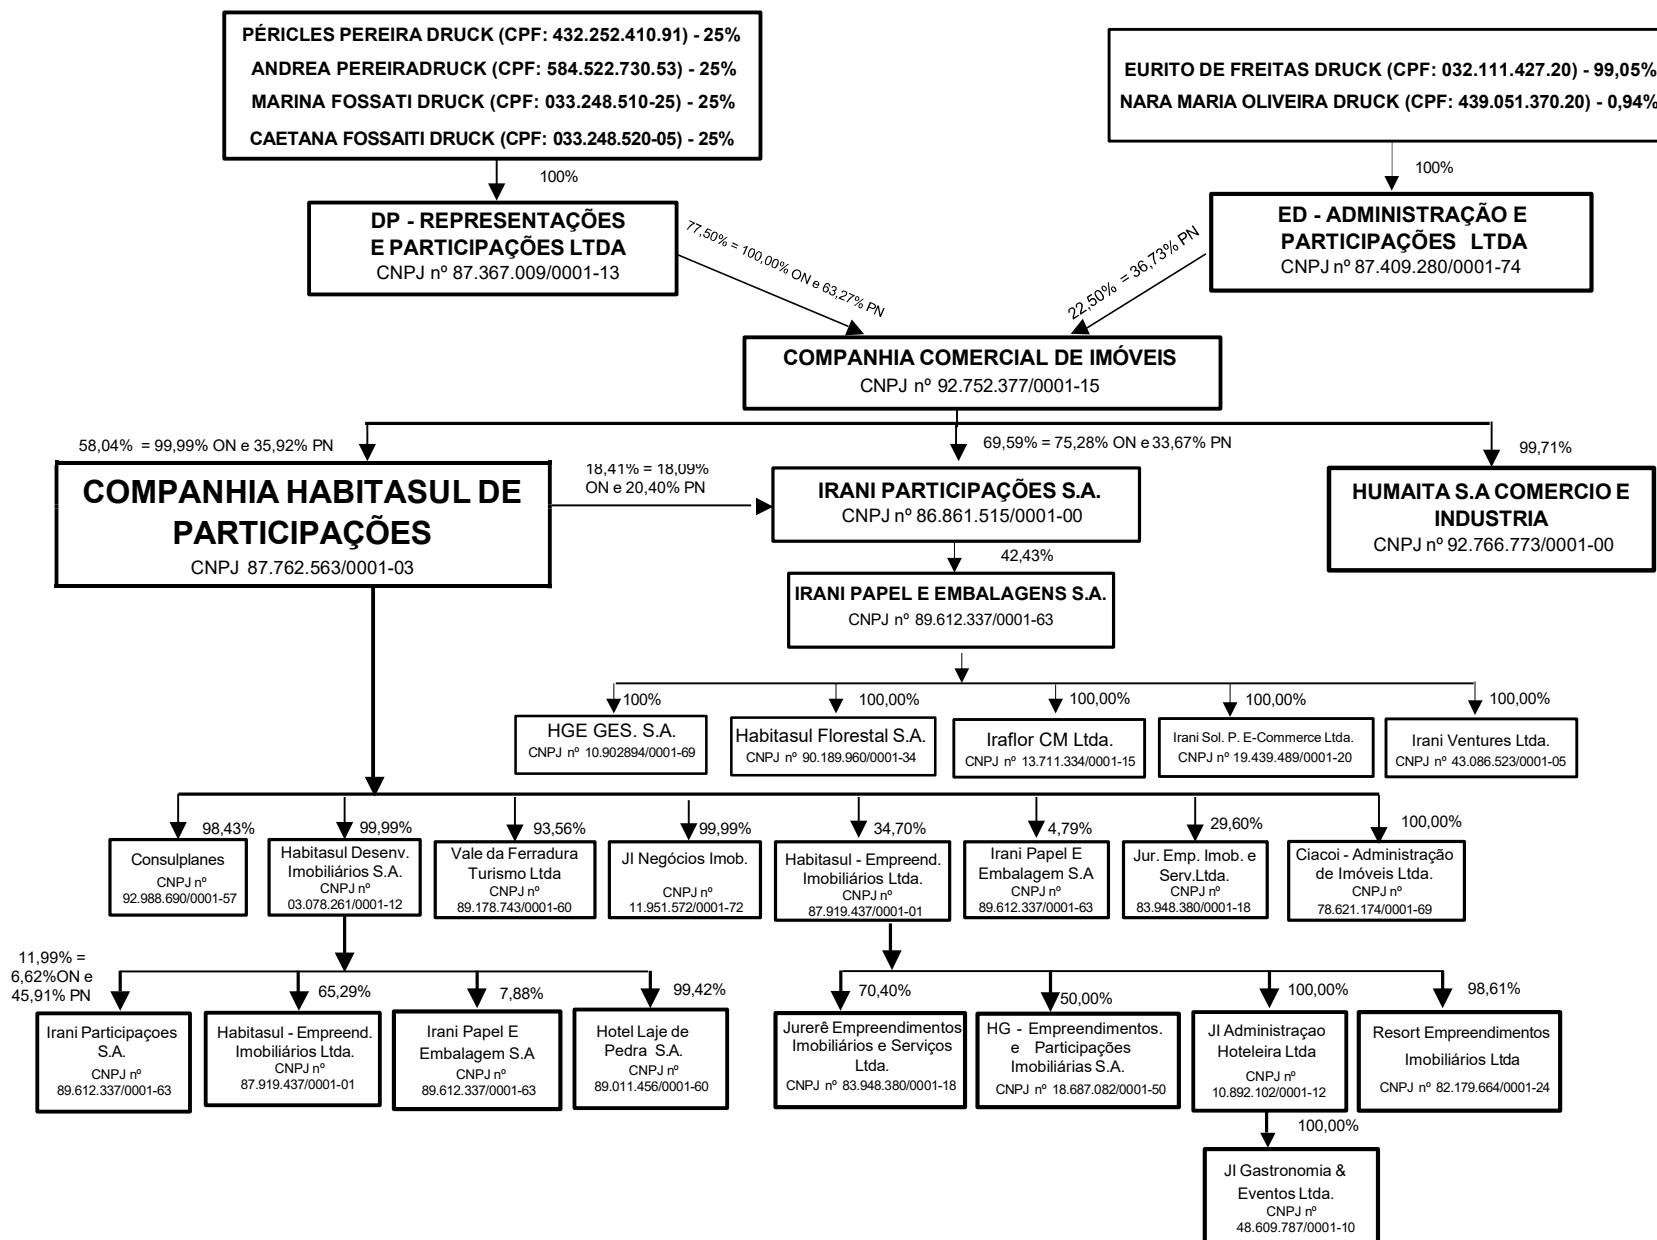 PÉRICLES PEREIRA DRUCK (CPF: 432.252.410.91) - 25%
ANDREA PEREIRADRUCK (CPF: 584.522.730.53) - 25%
MARINA FOSSATI DRUCK (CPF: 033.248.510-25) - 25%
CAETANA FOSSAITI DRUCK (CPF: 033.248.520-05) - 25%
EURITO DE FREITAS DRUCK (CPF: 032.111.427.20) - 99,05%
NARA MARIA OLIVEIRA DRUCK (CPF: 439.051.370.20) - 0,94%
100%
100%
DP - REPRESENTAÇÕES
E PARTICIPAÇÕES LTDA
CNPJ nº 87.367.009/0001-13
ED - ADMINISTRAÇÃO E
PARTICIPAÇÕES LTDA
CNPJ nº 87.409.280/0001-74
77,50% = 100,00% ON e 63,27% PN
22,50% = 36,73% PN
COMPANHIA COMERCIAL DE IMÓVEIS
CNPJ nº 92.752.377/0001-15
58,04% = 99,99% ON e 35,92% PN
69,59% = 75,28% ON e 33,67% PN
99,71%
COMPANHIA HABITASUL DE
PARTICIPAÇÕES
CNPJ 87.762.563/0001-03
18,41% = 18,09%
ON e 20,40% PN
IRANI PARTICIPAÇÕES S.A.
CNPJ nº 86.861.515/0001-00
HUMAITA S.A COMERCIO E
INDUSTRIA
CNPJ nº 92.766.773/0001-00
42,43%
IRANI PAPEL E EMBALAGENS S.A.
CNPJ nº 89.612.337/0001-63
100%
100,00%
100,00%
100,00%
100,00%
HGE GES. S.A.
CNPJ nº 10.902894/0001-69
Habitasul Florestal S.A.
CNPJ nº 90.189.960/0001-34
Iraflor CM Ltda.
CNPJ nº 13.711.334/0001-15
Irani Sol. P. E-Commerce Ltda.
CNPJ nº 19.439.489/0001-20
Irani Ventures Ltda.
CNPJ nº 43.086.523/0001-05
98,43%
99,99%
93,56%
99,99%
34,70%
4,79%
29,60%
100,00%
Consulplanes
CNPJ nº
92.988.690/0001-57
Habitasul Desenv.
Imobiliários S.A.
CNPJ nº
03.078.261/0001-12
Vale da Ferradura
Turismo Ltda
CNPJ nº
89.178.743/0001-60
JI Negócios Imob.
CNPJ nº
11.951.572/0001-72
Habitasul - Empreend.
Imobiliários Ltda.
CNPJ nº
87.919.437/0001-01
Irani Papel E
Embalagem S.A
CNPJ nº
89.612.337/0001-63
Jur. Emp. Imob. e
Serv.Ltda.
CNPJ nº
83.948.380/0001-18
Ciacoi - Administração
de Imóveis Ltda.
CNPJ nº
78.621.174/0001-69
11,99% =
6,62%ON e
45,91% PN
65,29%
7,88%
99,42%
70,40%
50,00%
100,00%
98,61%
Irani Participaçoes
S.A.
CNPJ nº
89.612.337/0001-63
Habitasul - Empreend.
Imobiliários Ltda.
CNPJ nº
87.919.437/0001-01
Irani Papel E
Embalagem S.A
CNPJ nº
89.612.337/0001-63
Hotel Laje de
Pedra S.A.
CNPJ nº
89.011.456/0001-60
Jurerê Empreendimentos
Imobiliários e Serviços
Ltda.
CNPJ nº 83.948.380/0001-18
HG - Empreendimentos.
e Participações
Imobiliárias S.A.
CNPJ nº 18.687.082/0001-50
JI Administraçao
Hoteleira Ltda
CNPJ nº
10.892.102/0001-12
Resort Empreendimentos
Imobiliários Ltda
CNPJ nº 82.179.664/0001-24
100,00%
JI Gastronomia &
Eventos Ltda.
CNPJ nº
48.609.787/0001-10